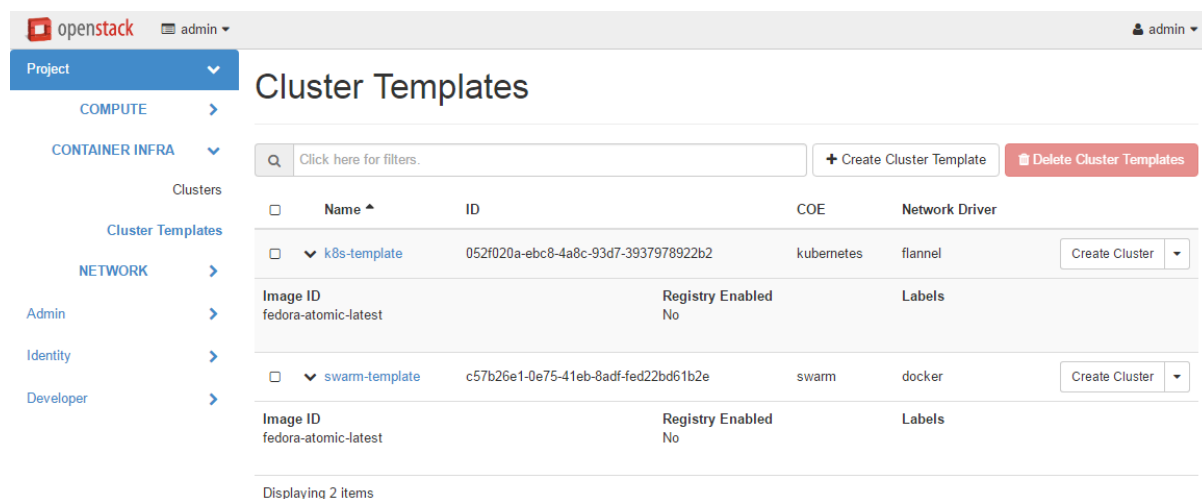 openstack admin admin
Project
COMPUTE
CONTAINER INFRA
Clusters
Cluster Templates
NETWORK
Admin
Identity
Developer
Cluster Templates
Click here for filters. + Create Cluster Template Delete Cluster Templates
Name ID COE Network Driver
k8s-template 052f020a-ebc8-4a8c-93d7-3937978922b2 kubernetes flannel Create Cluster
Image ID Registry Enabled Labels
fedora-atomic-latest No
swarm-template c57b26e1-0e75-41eb-8adf-fed22bd61b2e swarm docker Create Cluster
Image ID Registry Enabled Labels
fedora-atomic-latest No
Displaying 2 items